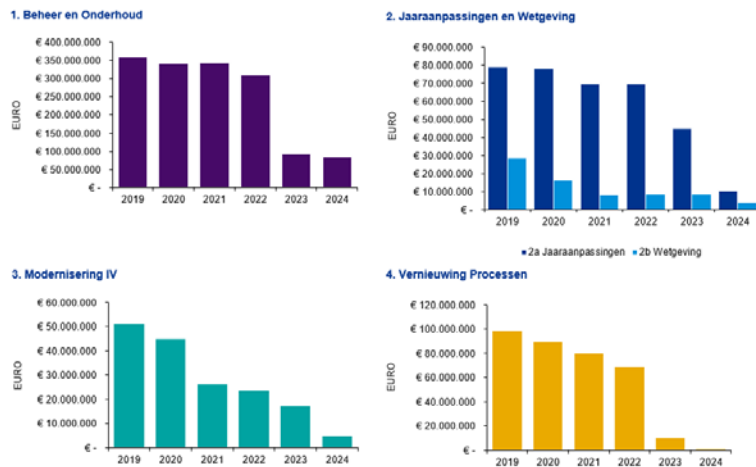 1. Beheer en Onderhoud
€ 400.000.000
€ 350.000.000
€ 300.000.000
€ 250.000.000
€ 200.000.000
€ 150.000.000
€ 100.000.000
€ 50.000.000
€ -
EURO
2019 2020 2021 2022 2023 2024
2. Jaaraanpassingen en Wetgeving
€ 90.000.000
€ 80.000.000
€ 70.000.000
€ 60.000.000
€ 50.000.000
€ 40.000.000
€ 30.000.000
€ 20.000.000
€ 10.000.000
€ -
EURO
2019 2020 2021 2022 2023 2024
2a Jaaraanpassingen 2b Wetgeving
3. Modernisering IV
€ 60.000.000
€ 50.000.000
€ 40.000.000
€ 30.000.000
€ 20.000.000
€ 10.000.000
€ -
EURO
2019 2020 2021 2022 2023 2024
4. Vernieuwing Processen
€ 120.000.000
€ 100.000.000
€ 80.000.000
€ 60.000.000
€ 40.000.000
€ 20.000.000
€ -
EURO
2019 2020 2021 2022 2023 2024